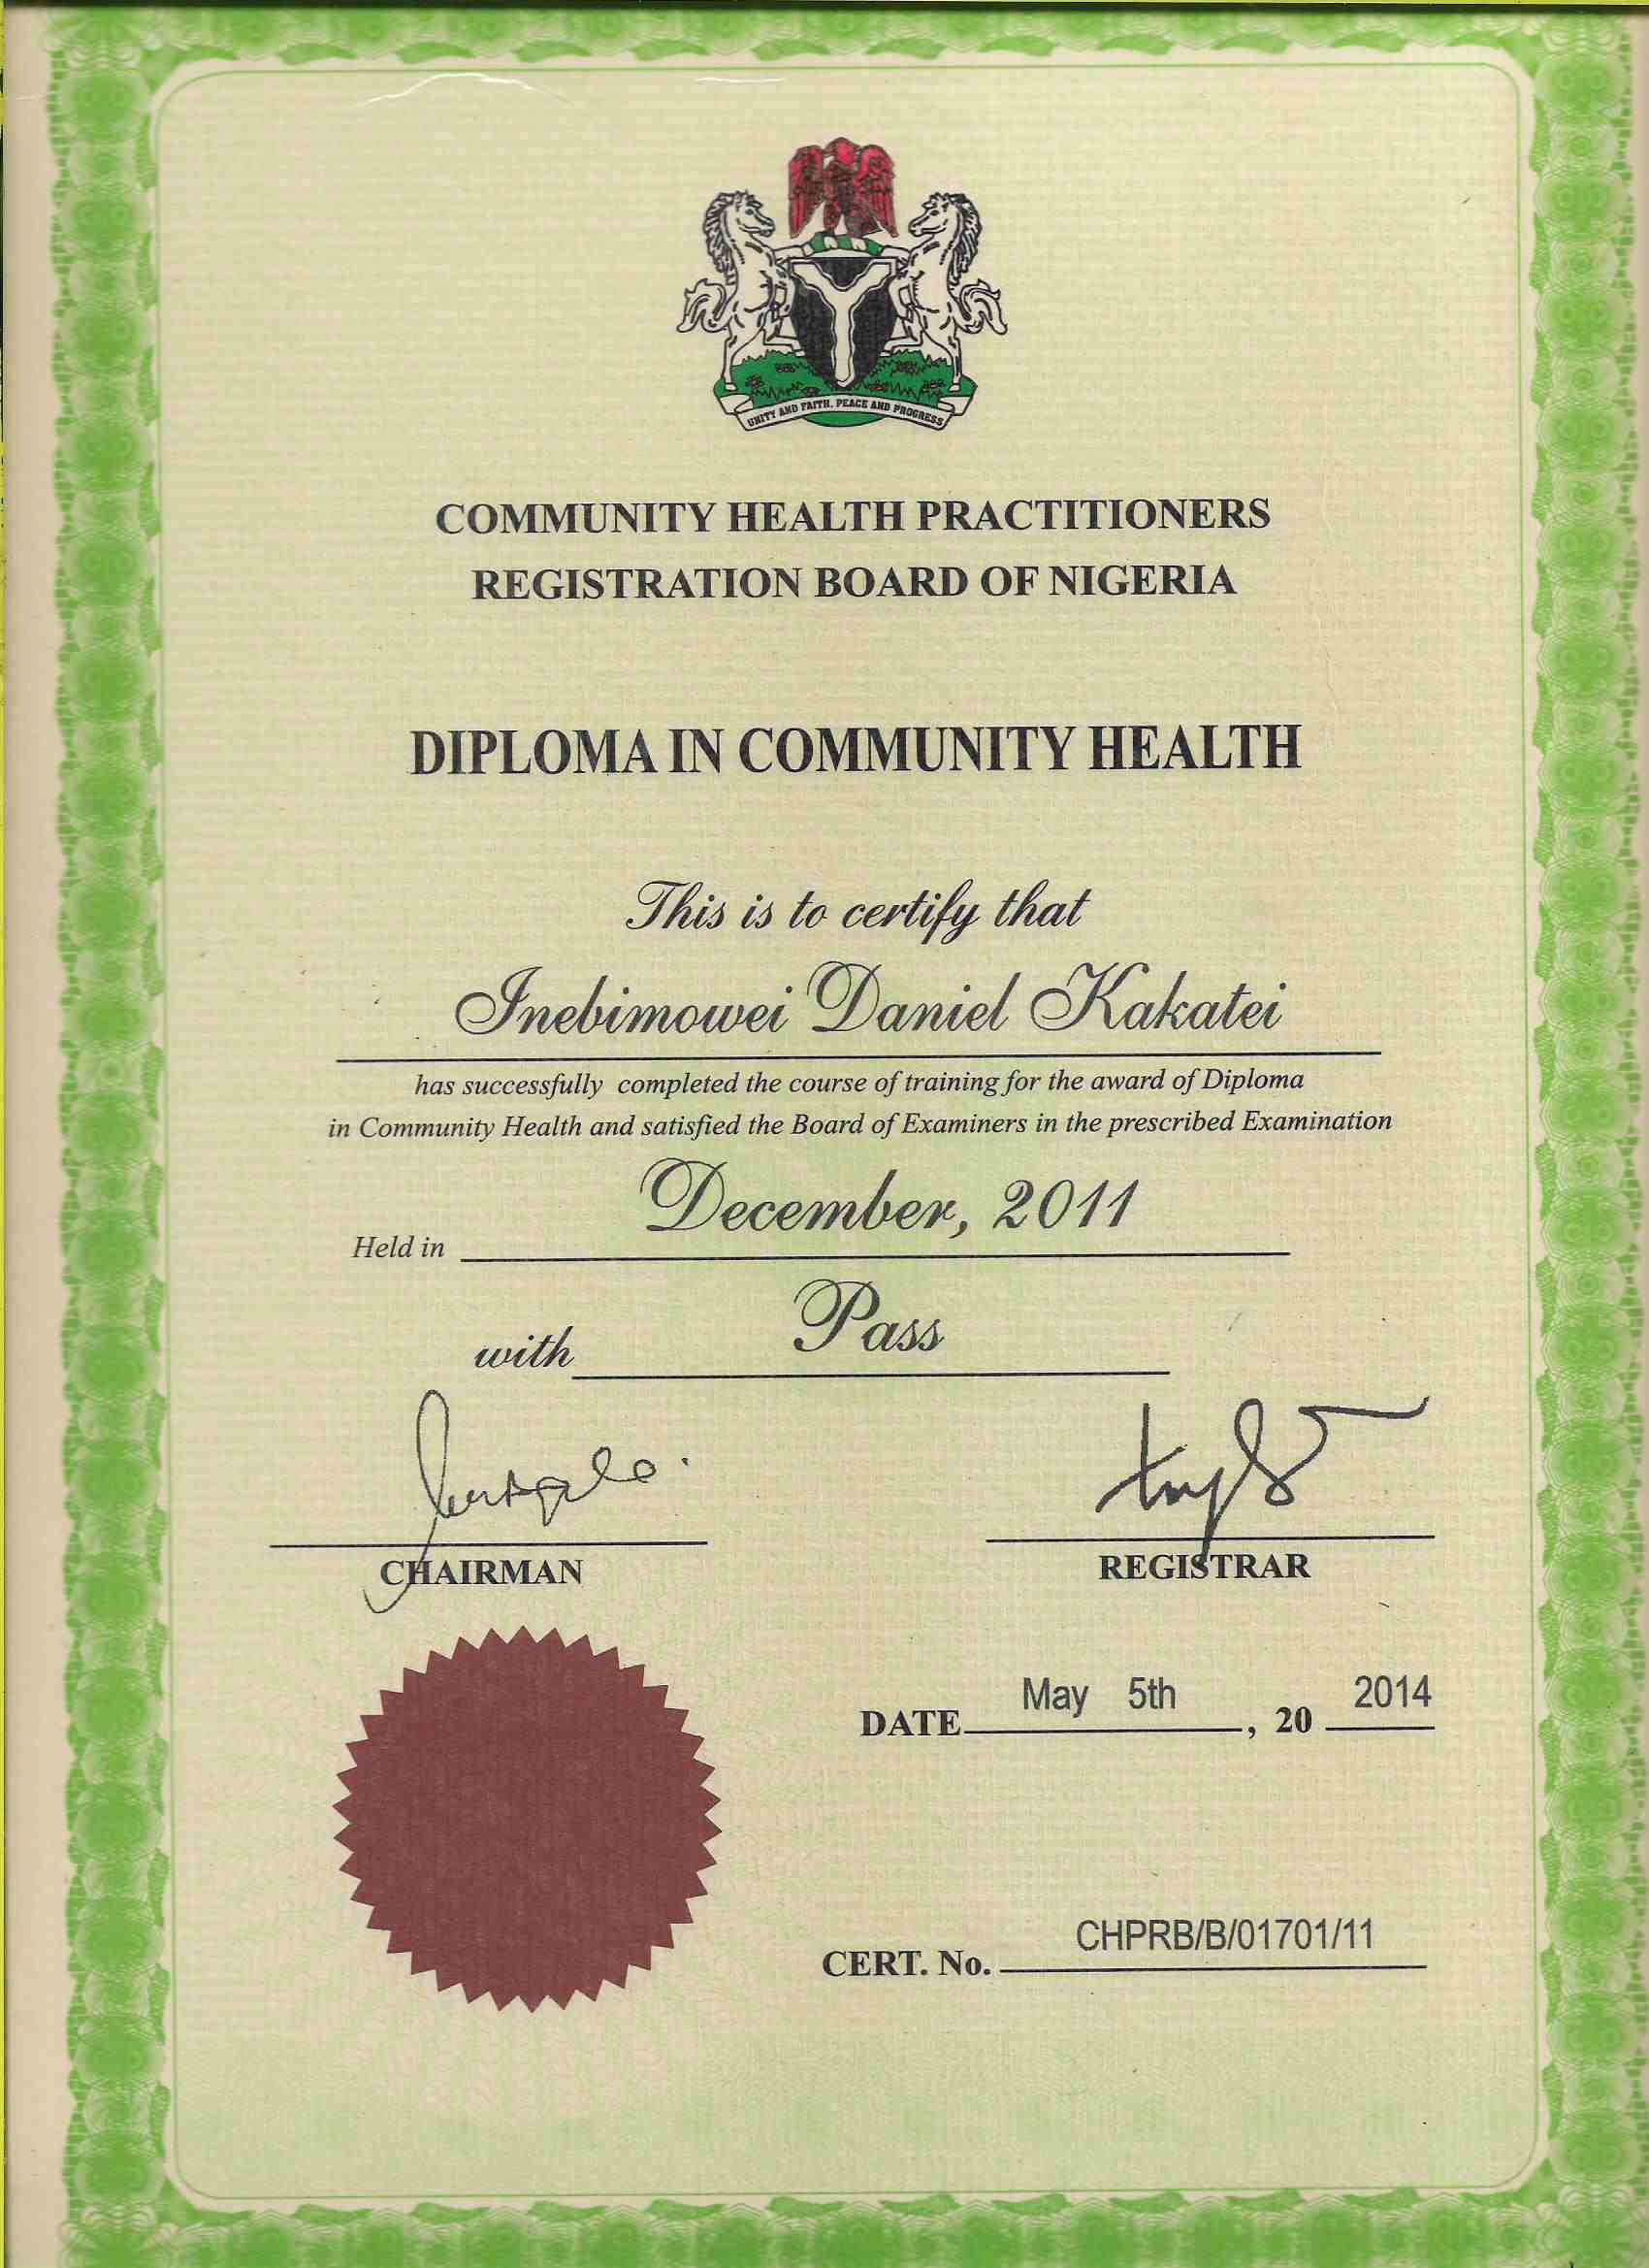 UNITY AND FAITH, PEACE AND PROGRESS
COMMUNITY HEALTH PRACTITIONERS
REGISTRATION BOARD OF NIGERIA
DIPLOMA IN COMMUNITY HEALTH
This is to certify that
Inebimowei Daniel Kakatei
has successfully completed the course of training for the award of Diploma
in Community Health and satisfied the Board of Examiners in the prescribed Examination
Held in December, 2011
with Pass
CHAIRMAN
REGISTRAR
DATE May 5th, 20 2014
CERT. No. CHPRB/B/01701/11